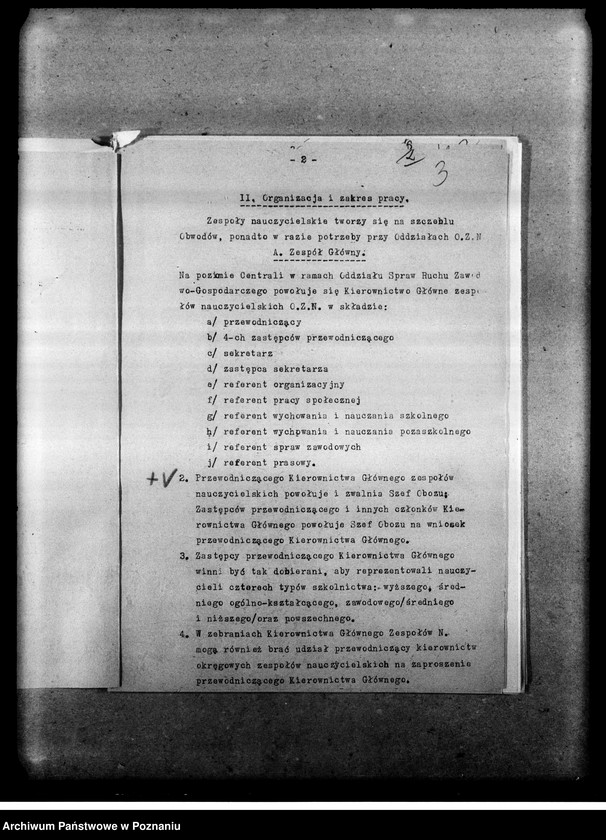 - 2 -
2
3
II. Organizacja i zakres pracy.
Zespoły nauczycielskie tworzy się na szczeblu
Obwodów, ponadto w razie potrzeby przy Oddziałach O.Z.N
A. Zespół Główny.
Na poziomie Centrali w ramach Oddziału Spraw Ruchu Zawod
wo-Gospodarczego powołuje się Kierownictwo Główne zespo
łów nauczycielskich O.Z.N. w składzie:
a/ przewodniczący
b/ 4-ch zastępców przewodniczącego
c/ sekretarz
d/ zastępca sekretarza
e/ referent organizacyjny
f/ referent pracy społecznej
g/ referent wychowania i nauczania szkolnego
h/ referent wychowania i nauczania pozaszkolnego
i/ referent spraw zawodowych
j/ referent prasowy.
+ V 2. Przewodniczącego Kierownictwa Głównego zespołów
nauczycielskich powołuje i zwalnia Szef Obozu;
Zastępców przewodniczącego i innych członków Kie-
rownictwa Głównego powołuje Szef Obozu na wniosek
przewodniczącego Kierownictwa Głównego.
3. Zastępcy przewodniczącego Kierownictwa Głównego
winni być tak dobierani, aby reprezentowali nauczy-
cieli czterech typów szkolnictwa:-wyższego, śred-
niego ogólno-kształcącego, zawodowego/średniego
i niższego/oraz powszechnego.
4. W zebraniach Kierownictwa Głównego Zespołów N.
mogą również brać udział przewodniczący kierownictw
okręgowych zespołów nauczycielskich na zaproszenie
przewodniczącego Kierownictwa Głównego.
Archiwum Państwowe w Poznaniu